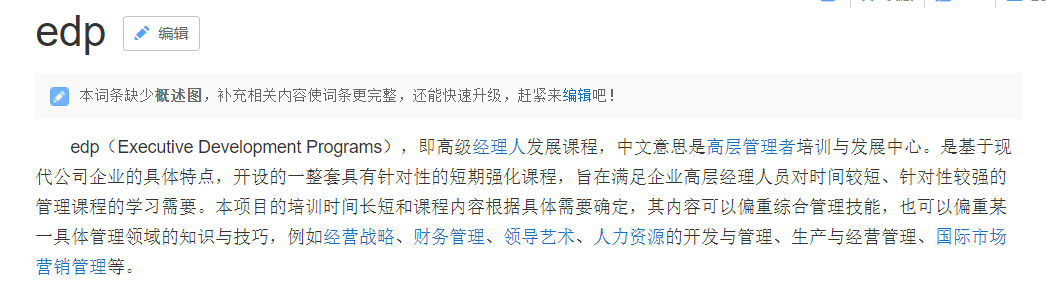 edp 编辑
本词条缺少概述图，补充相关内容使词条更完整，还能快速升级，赶紧来编辑吧！
edp（Executive Development Programs），即高级经理人发展课程，中文意思是高层管理者培训与发展中心。是基于现
代公司企业的具体特点，开设的一整套具有针对性的短期强化课程，旨在满足企业高层经理人员对时间较短、针对性较强的
管理课程的学习需要。本项目的培训时间长短和课程内容根据具体需要确定，其内容可以偏重综合管理技能，也可以偏重某
一具体管理领域的知识与技巧，例如经营战略、财务管理、领导艺术、人力资源的开发与管理、生产与经营管理、国际市场
营销管理等。